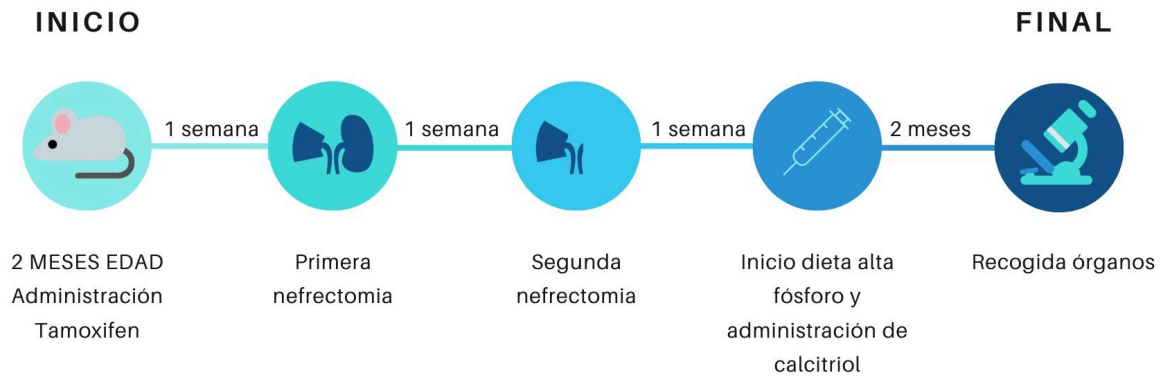 INICIO
FINAL
1 semana
1 semana
1 semana
2 meses
2 MESES EDAD
Administración
Tamoxifen
Primera
nefrectomia
Segunda
nefrectomia
Inicio dieta alta
fósforo y
administración de
calcitriol
Recogida órganos